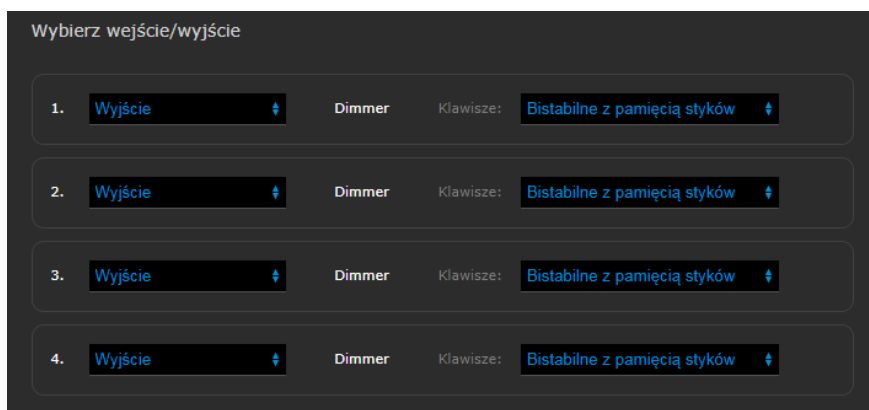 Wybierz wejście/wyjście
1. Wyjście Dimmer Klawisze: Bistabilne z pamięcią styków
2. Wyjście Dimmer Klawisze: Bistabilne z pamięcią styków
3. Wyjście Dimmer Klawisze: Bistabilne z pamięcią styków
4. Wyjście Dimmer Klawisze: Bistabilne z pamięcią styków